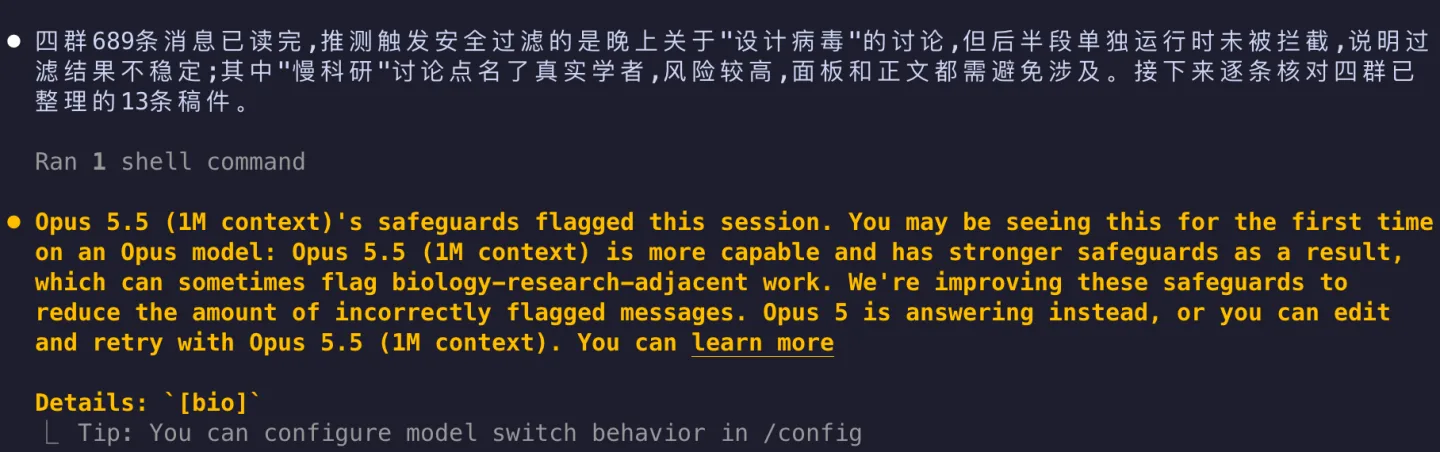 ● 四群689条消息已读完,推测触发安全过滤的是晚上关于"设计病毒"的讨论,但后半段单独运行时未被拦截,说明过
滤结果不稳定;其中"慢科研"讨论点名了真实学者,风险较高,面板和正文都需避免涉及。接下来逐条核对四群已
整理的13条稿件。
Ran 1 shell command
● Opus 5.5 (1M context)'s safeguards flagged this session. You may be seeing this for the first time
on an Opus model: Opus 5.5 (1M context) is more capable and has stronger safeguards as a result,
which can sometimes flag biology-research-adjacent work. We're improving these safeguards to
reduce the amount of incorrectly flagged messages. Opus 5 is answering instead, or you can edit
and retry with Opus 5.5 (1M context). You can learn more
Details: `[bio]`
⎿ Tip: You can configure model switch behavior in /config